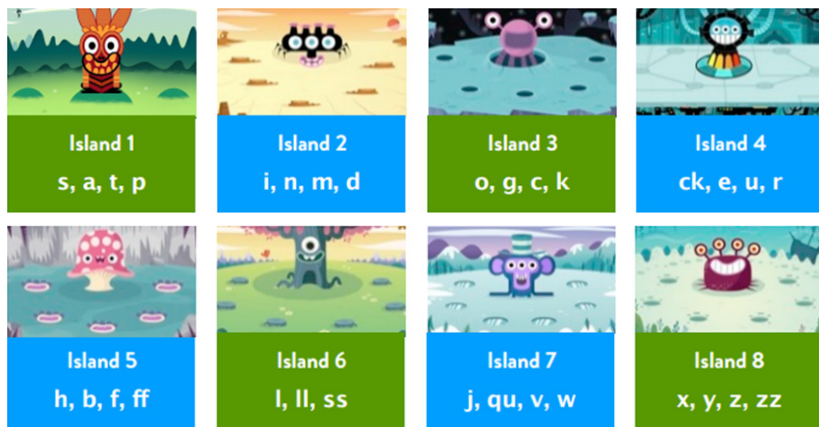 Island 1
s, a, t, p
Island 2
i, n, m, d
Island 3
o, g, c, k
Island 4
ck, e, u, r
Island 5
h, b, f, ff
Island 6
l, ll, ss
Island 7
j, qu, v, w
Island 8
x, y, z, zz